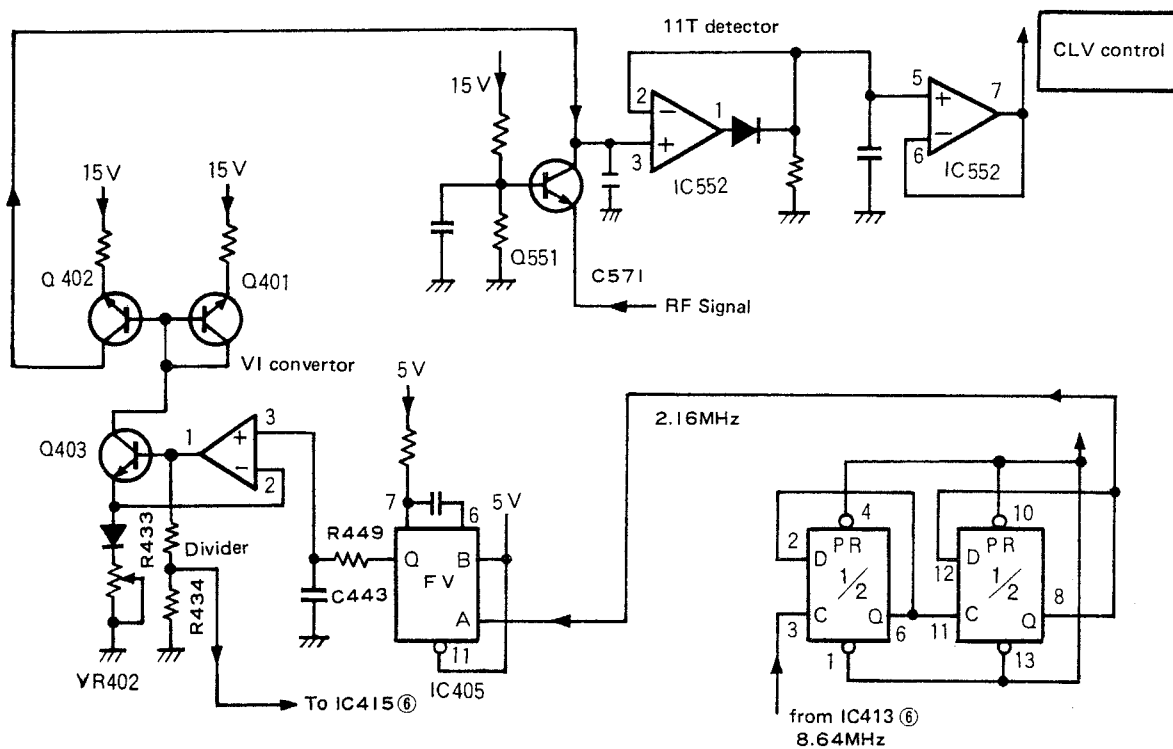 11T detector
CLV control
15V
2
1
3
IC552
5
7
6
IC552
15V
15V
Q402
Q401
Q551
C571
RF Signal
VI convertor
5V
2.16MHz
Q403
1
3
2
7
6
5V
R433
Divider
R434
R449
C443
Q
B
FV
A
11
IC405
VR402
To IC415⑥
4
10
2
D
PR
1/2
C
Q
3
6
1
12
D
PR
1/2
C
Q
11
8
13
from IC413⑥
8.64MHz